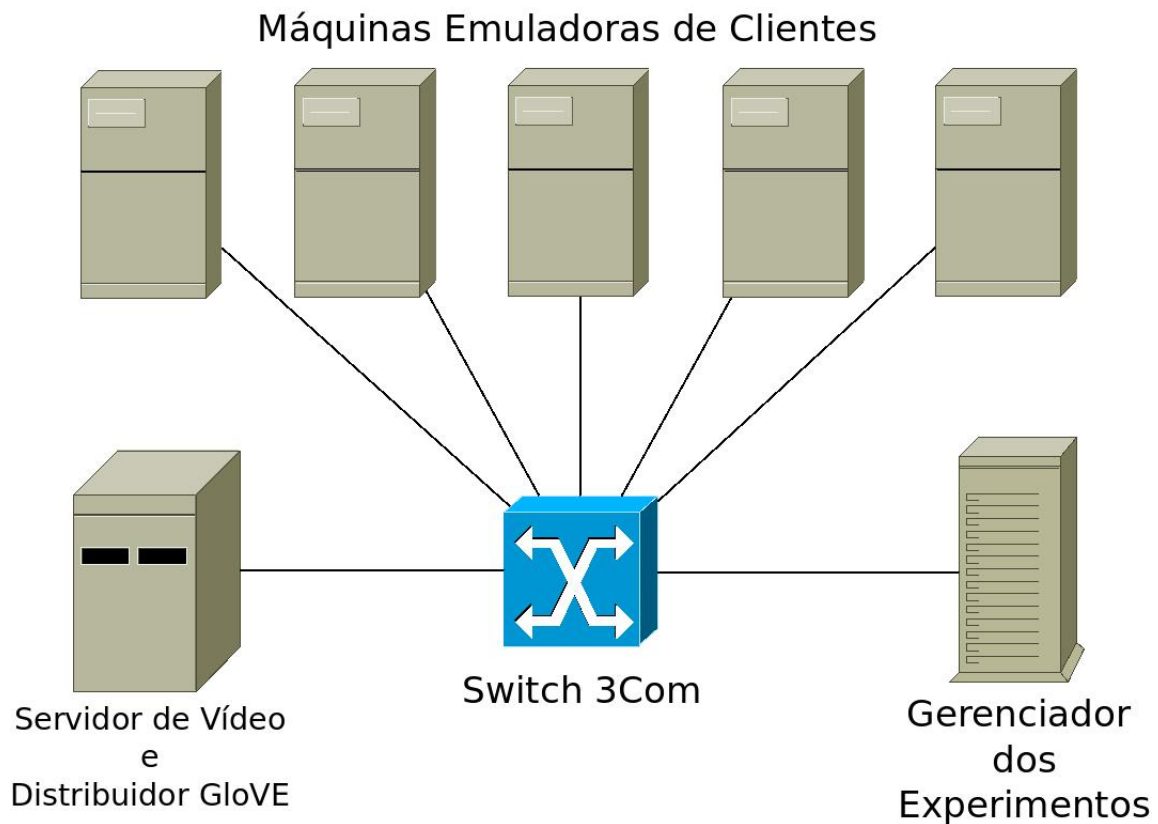 Máquinas Emuladoras de Clientes
Switch 3Com
Servidor de Vídeo
e
Distribuidor GloVE
Gerenciador
dos
Experimentos